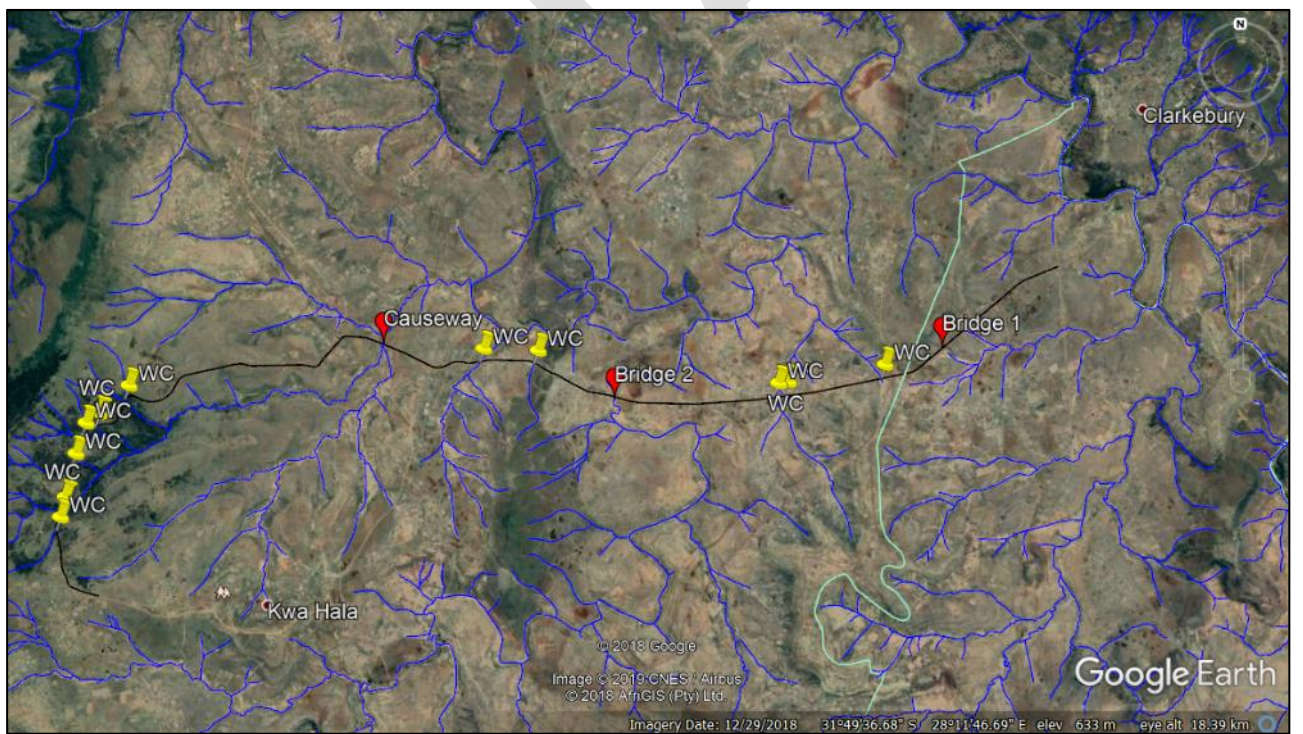 N
Clarkebury
Causeway
Bridge 1
WC
WC
WC
Bridge 2
WC
WC
WC
WC
WC
WC
WC
WC
Kwa Hala
© 2018 Google
Image © 2019 CNES / Airbus
© 2018 AfriGIS (Pty) Ltd.
Google Earth
Imagery Date: 12/29/2018 31°49'36.68" S 28°11'46.69" E elev 633 m eye alt 18.39 km